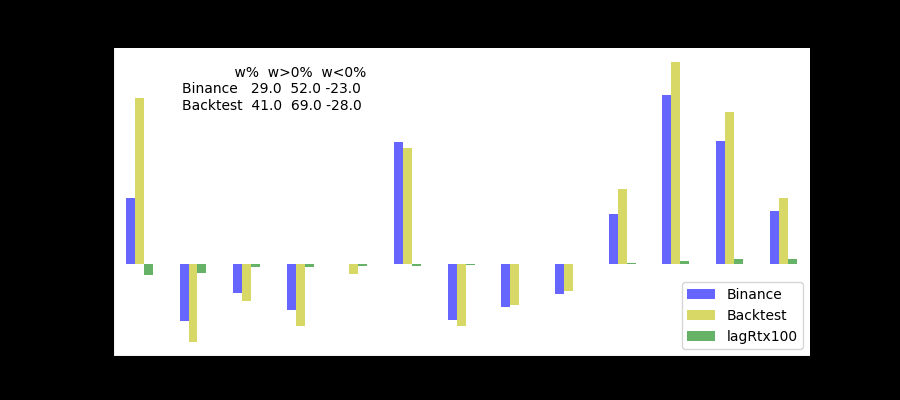 w% w>0% w<0%
Binance 29.0 52.0 -23.0
Backtest 41.0 69.0 -28.0
Binance
Backtest
lagRtx100